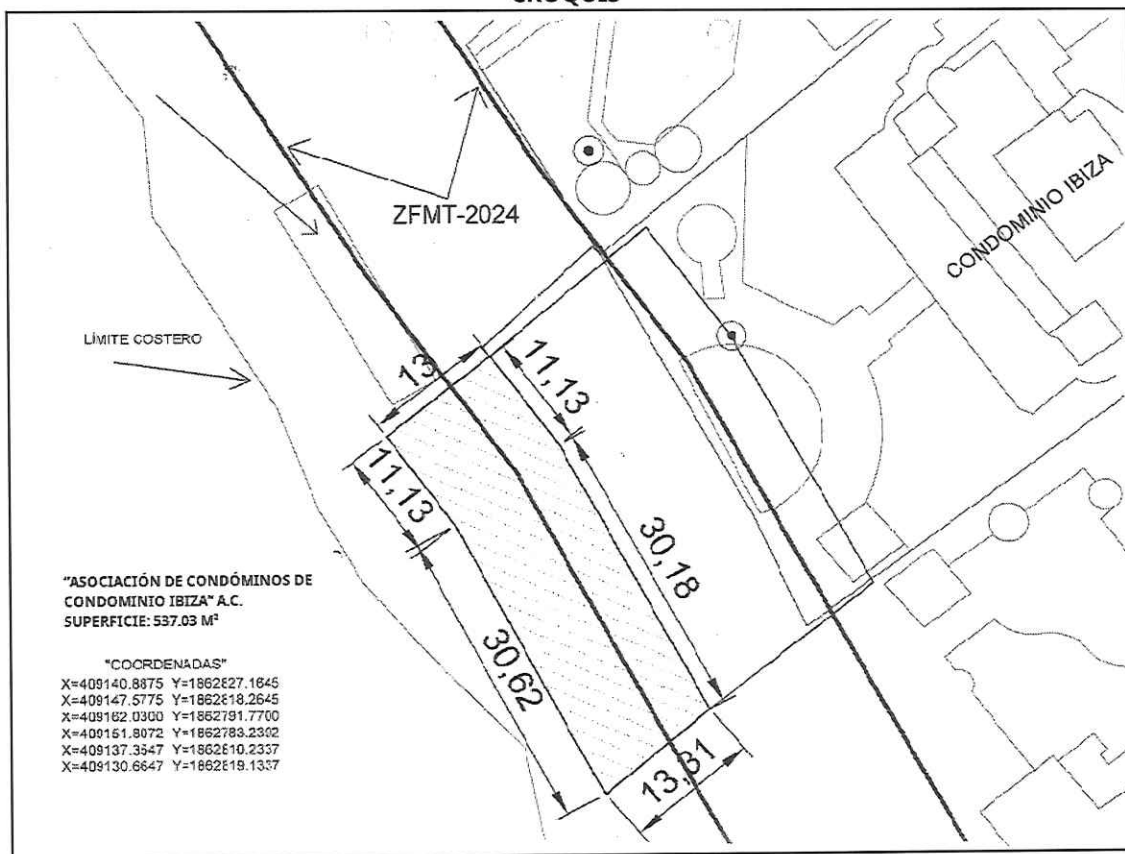 CROQUIS
ZFMT-2024
CONDOMINIO IBIZA
LÍMITE COSTERO
13
11,13
11,13
30,18
30,62
13,31
"ASOCIACIÓN DE CONDÓMINOS DE
CONDOMINIO IBIZA" A.C.
SUPERFICIE: 537.03 M²
"COORDENADAS"
X=409140.8875 Y=1862827.1645
X=409147.5775 Y=1862818.2645
X=409162.0300 Y=1862791.7700
X=409151.8072 Y=1862783.2302
X=409137.3547 Y=1862810.2337
X=409130.6647 Y=1862819.1337